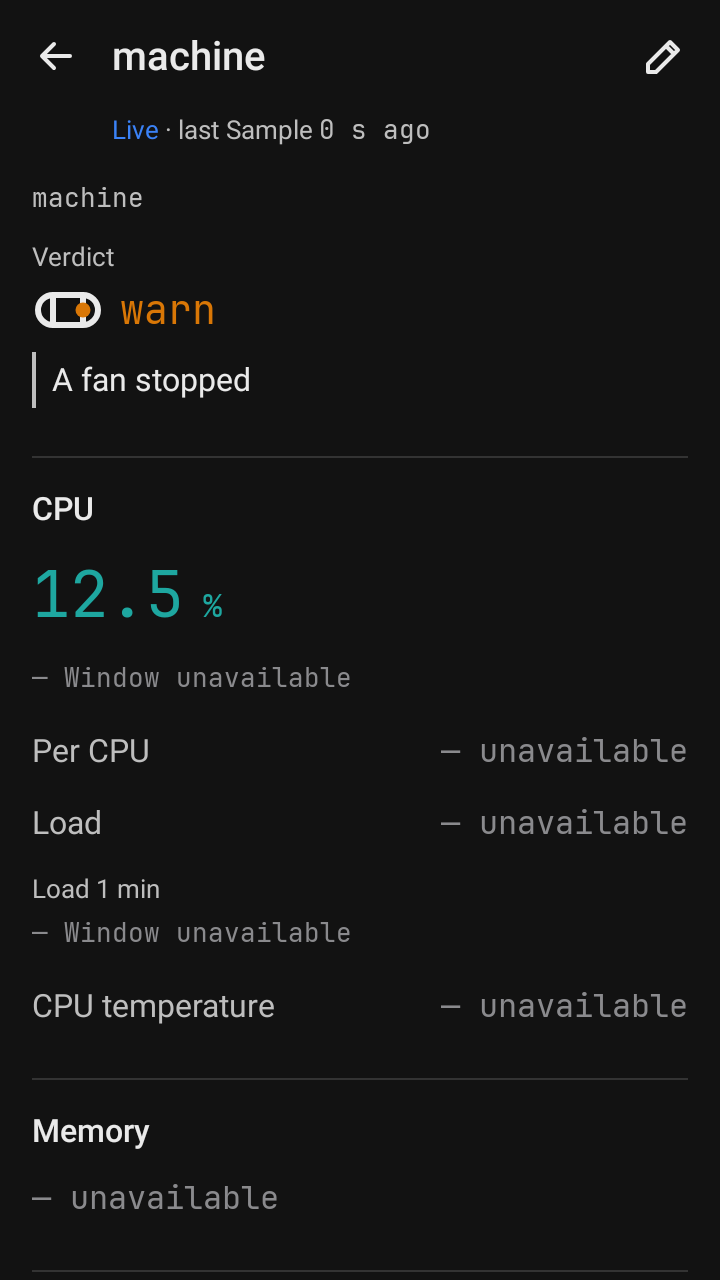 machine
Live · last Sample 0 s ago
machine
Verdict
warn
A fan stopped
CPU
12.5 %
— Window unavailable
Per CPU — unavailable
Load — unavailable
Load 1 min
— Window unavailable
CPU temperature — unavailable
Memory
— unavailable